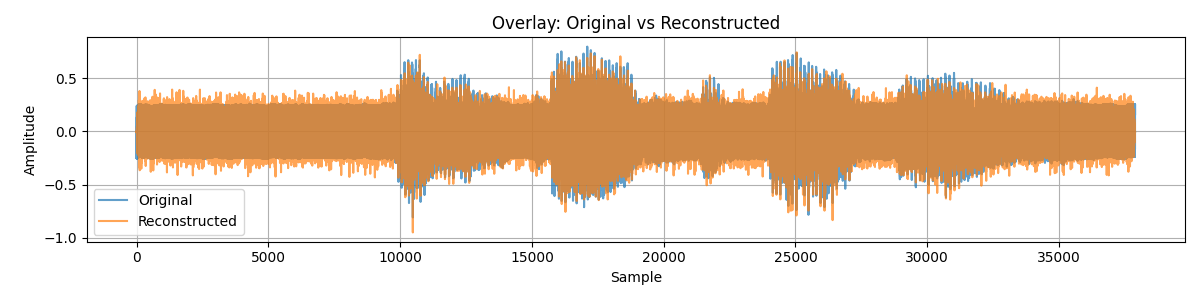 Overlay: Original vs Reconstructed
Amplitude
0.5
0.0
−0.5
−1.0
Original
Reconstructed
0 5000 10000 15000 20000 25000 30000 35000
Sample